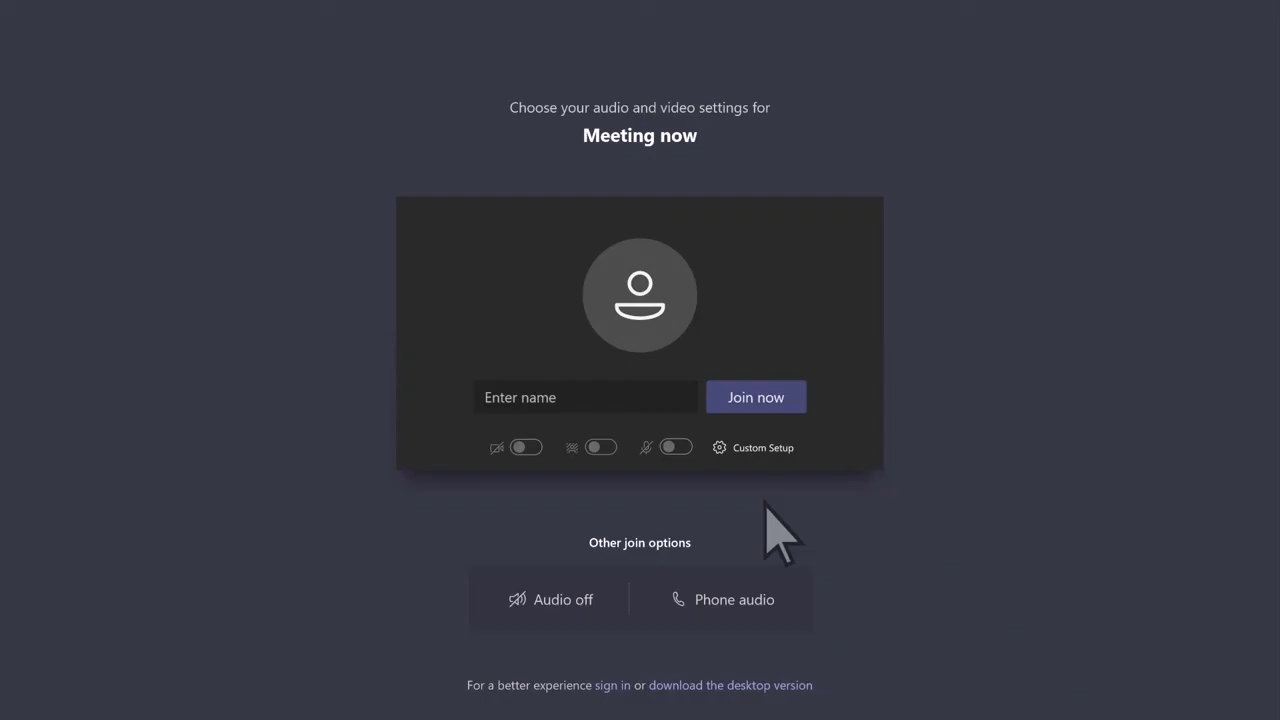 Choose your audio and video settings for
Meeting now
Enter name
Join now
Custom Setup
Other join options
Audio off
Phone audio
For a better experience sign in or download the desktop version